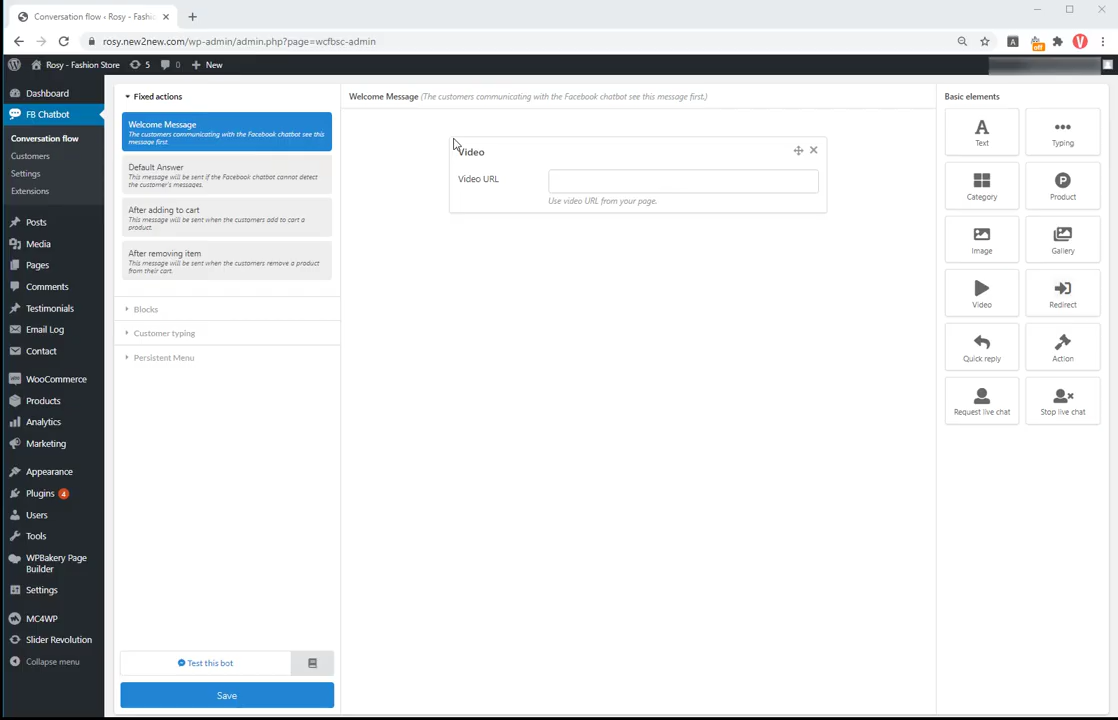 Conversation flow ‹ Rosy - Fashi
rosy.new2new.com/wp-admin/admin.php?page=wcfbsc-admin
A
off
Rosy - Fashion Store 5 0 + New
Dashboard
FB Chatbot
Conversation flow
Customers
Settings
Extensions
Posts
Media
Pages
Comments
Testimonials
Email Log
Contact
WooCommerce
Products
Analytics
Marketing
Appearance
Plugins 4
Users
Tools
WPBakery Page
Builder
Settings
MC4WP
Slider Revolution
Collapse menu
Fixed actions
Welcome Message
The customers communicating with the Facebook chatbot see this
message first
Default Answer
This message will be sent if the Facebook chatbot cannot detect
the customer's messages.
After adding to cart
This message will be sent when the customers add to cart a
product.
After removing item
This message will be sent when the customers remove a product
from their cart.
Blocks
Customer typing
Persistent Menu
Test this bot
Save
Welcome Message (The customers communicating with the Facebook chatbot see this message first.)
Video
Video URL
Use video URL from your page.
Basic elements
Text
Typing
Category
Product
Image
Gallery
Video
Redirect
Quick reply
Action
Request live chat
Stop live chat